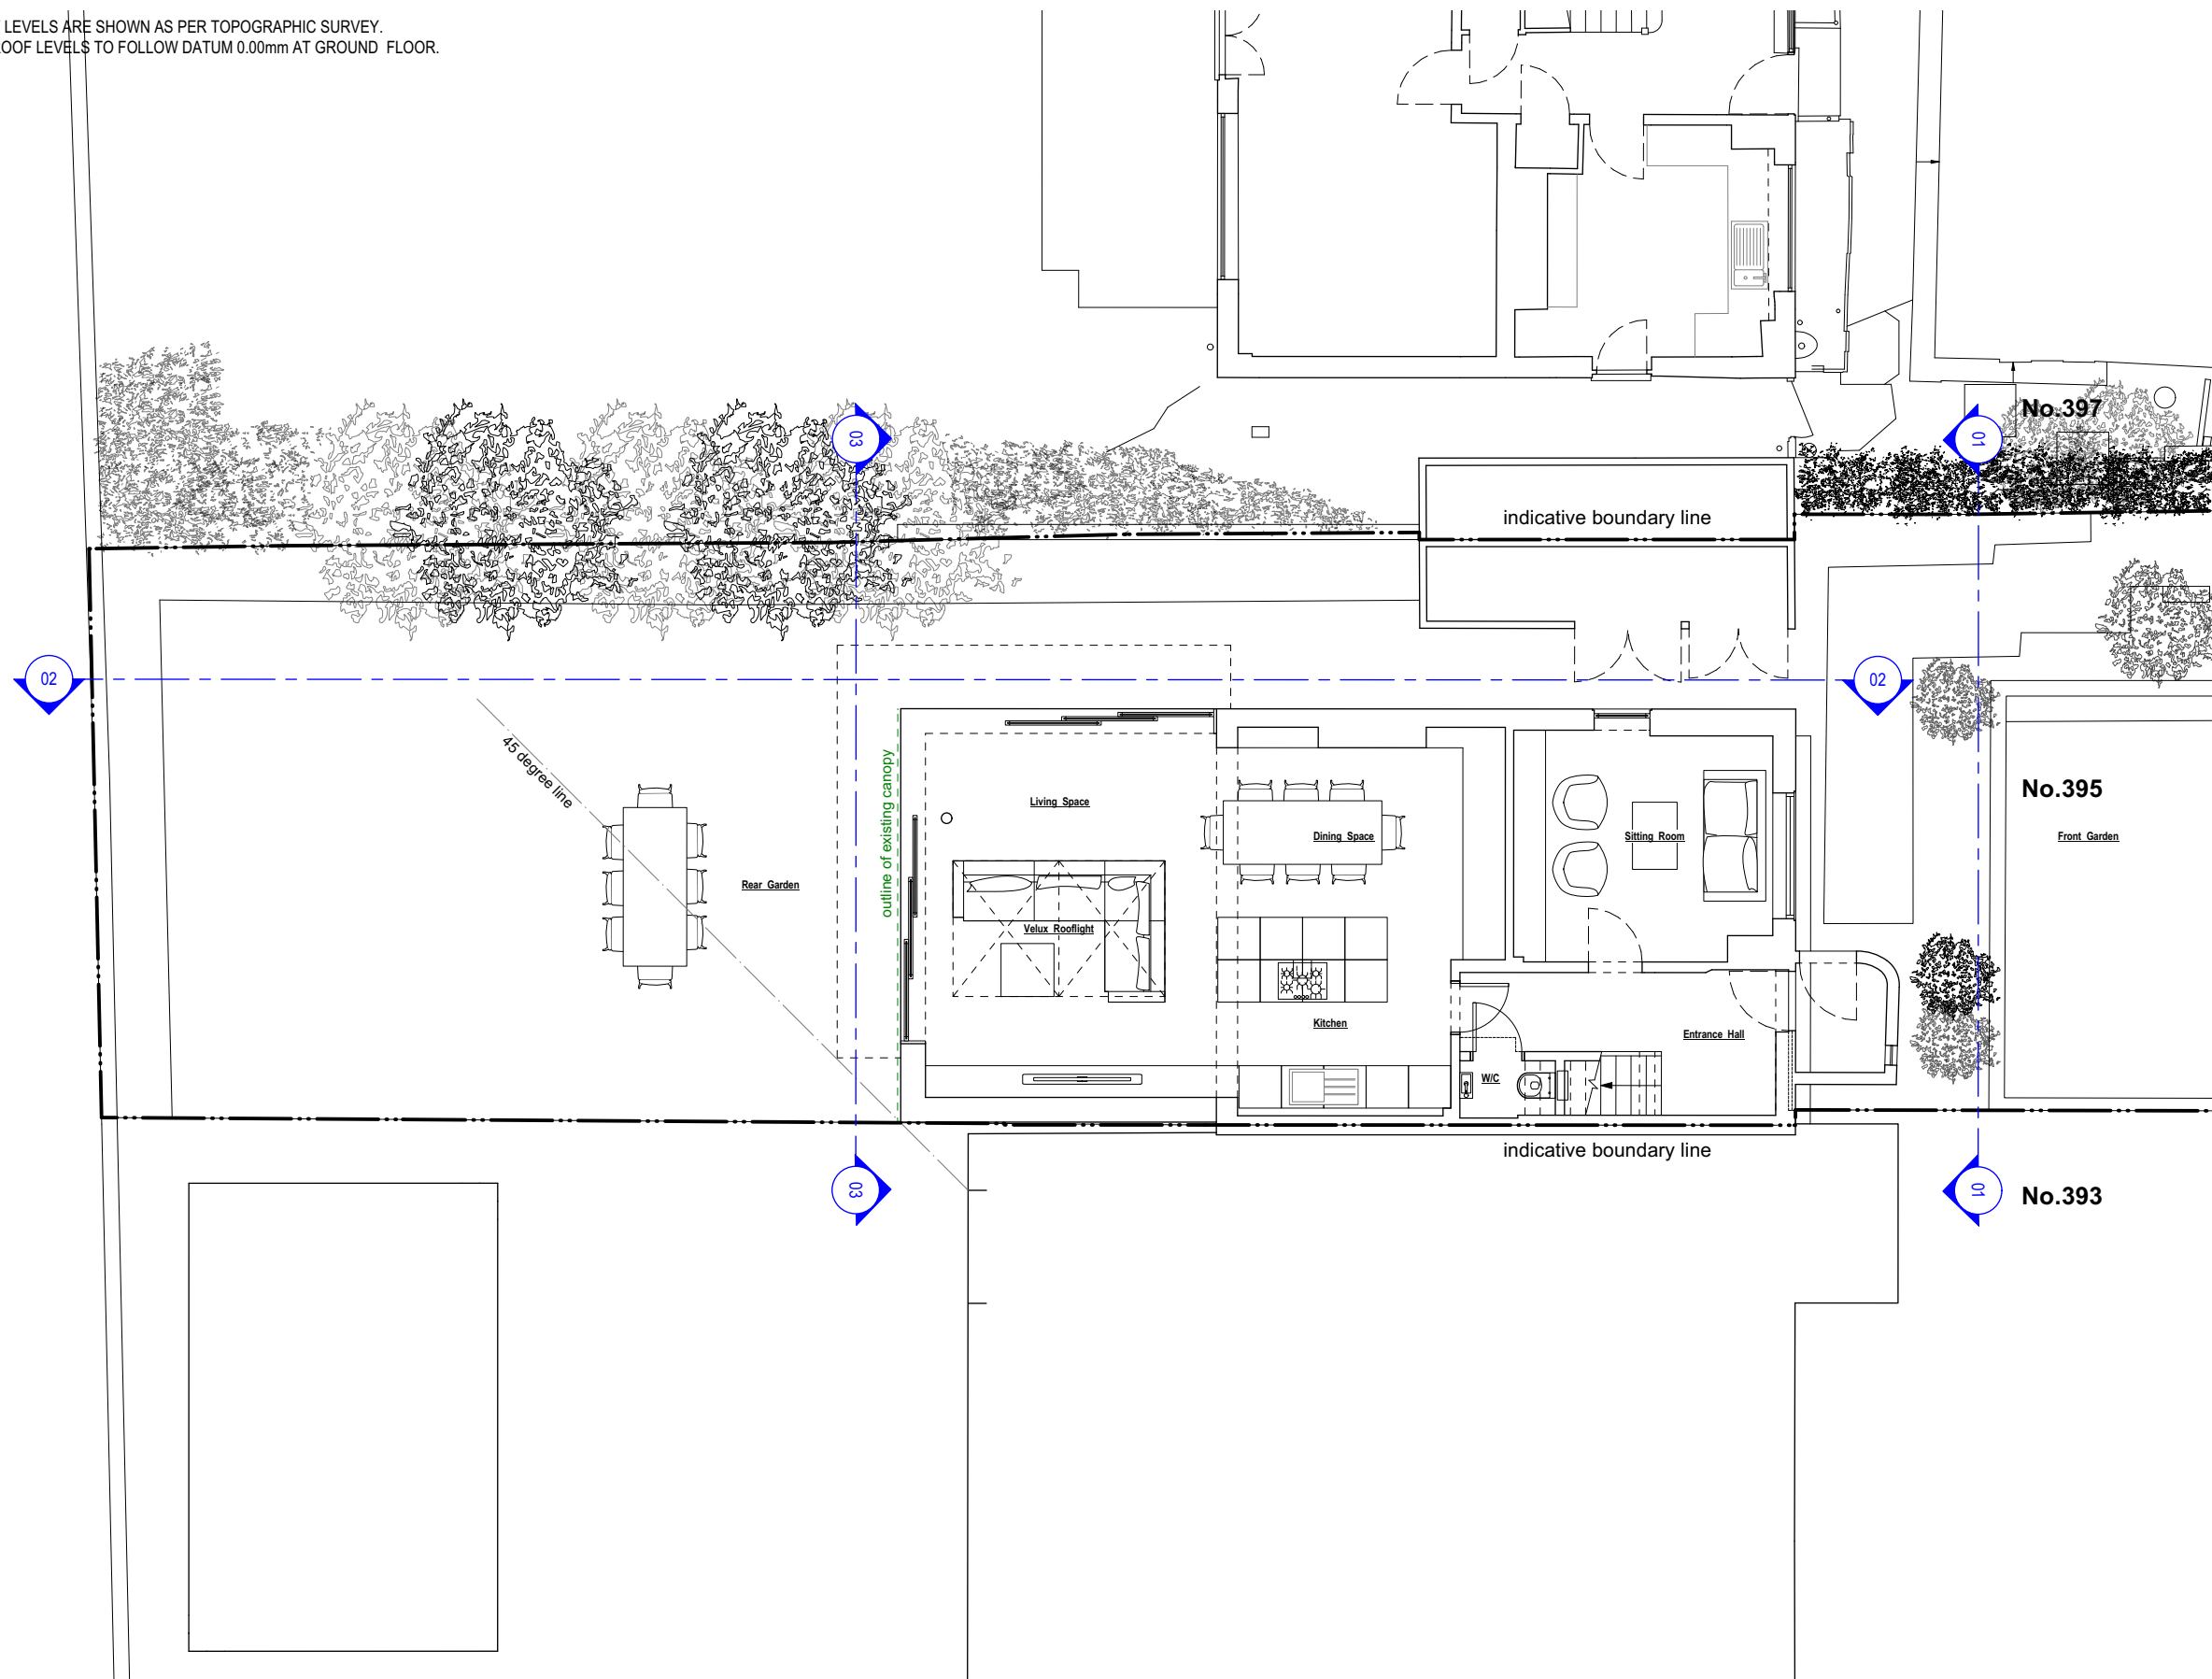 LEVELS ARE SHOWN AS PER TOPOGRAPHIC SURVEY.
OOF LEVELS TO FOLLOW DATUM 0.00mm AT GROUND FLOOR.
No.397
03
01
indicative boundary line
02
02
45 degree line
outline of existing canopy
No.395
Living Space
Dining Space
Sitting Room
Front Garden
Rear Garden
Velux Rooflight
Kitchen
Entrance Hall
W/C
indicative boundary line
03
01
No.393